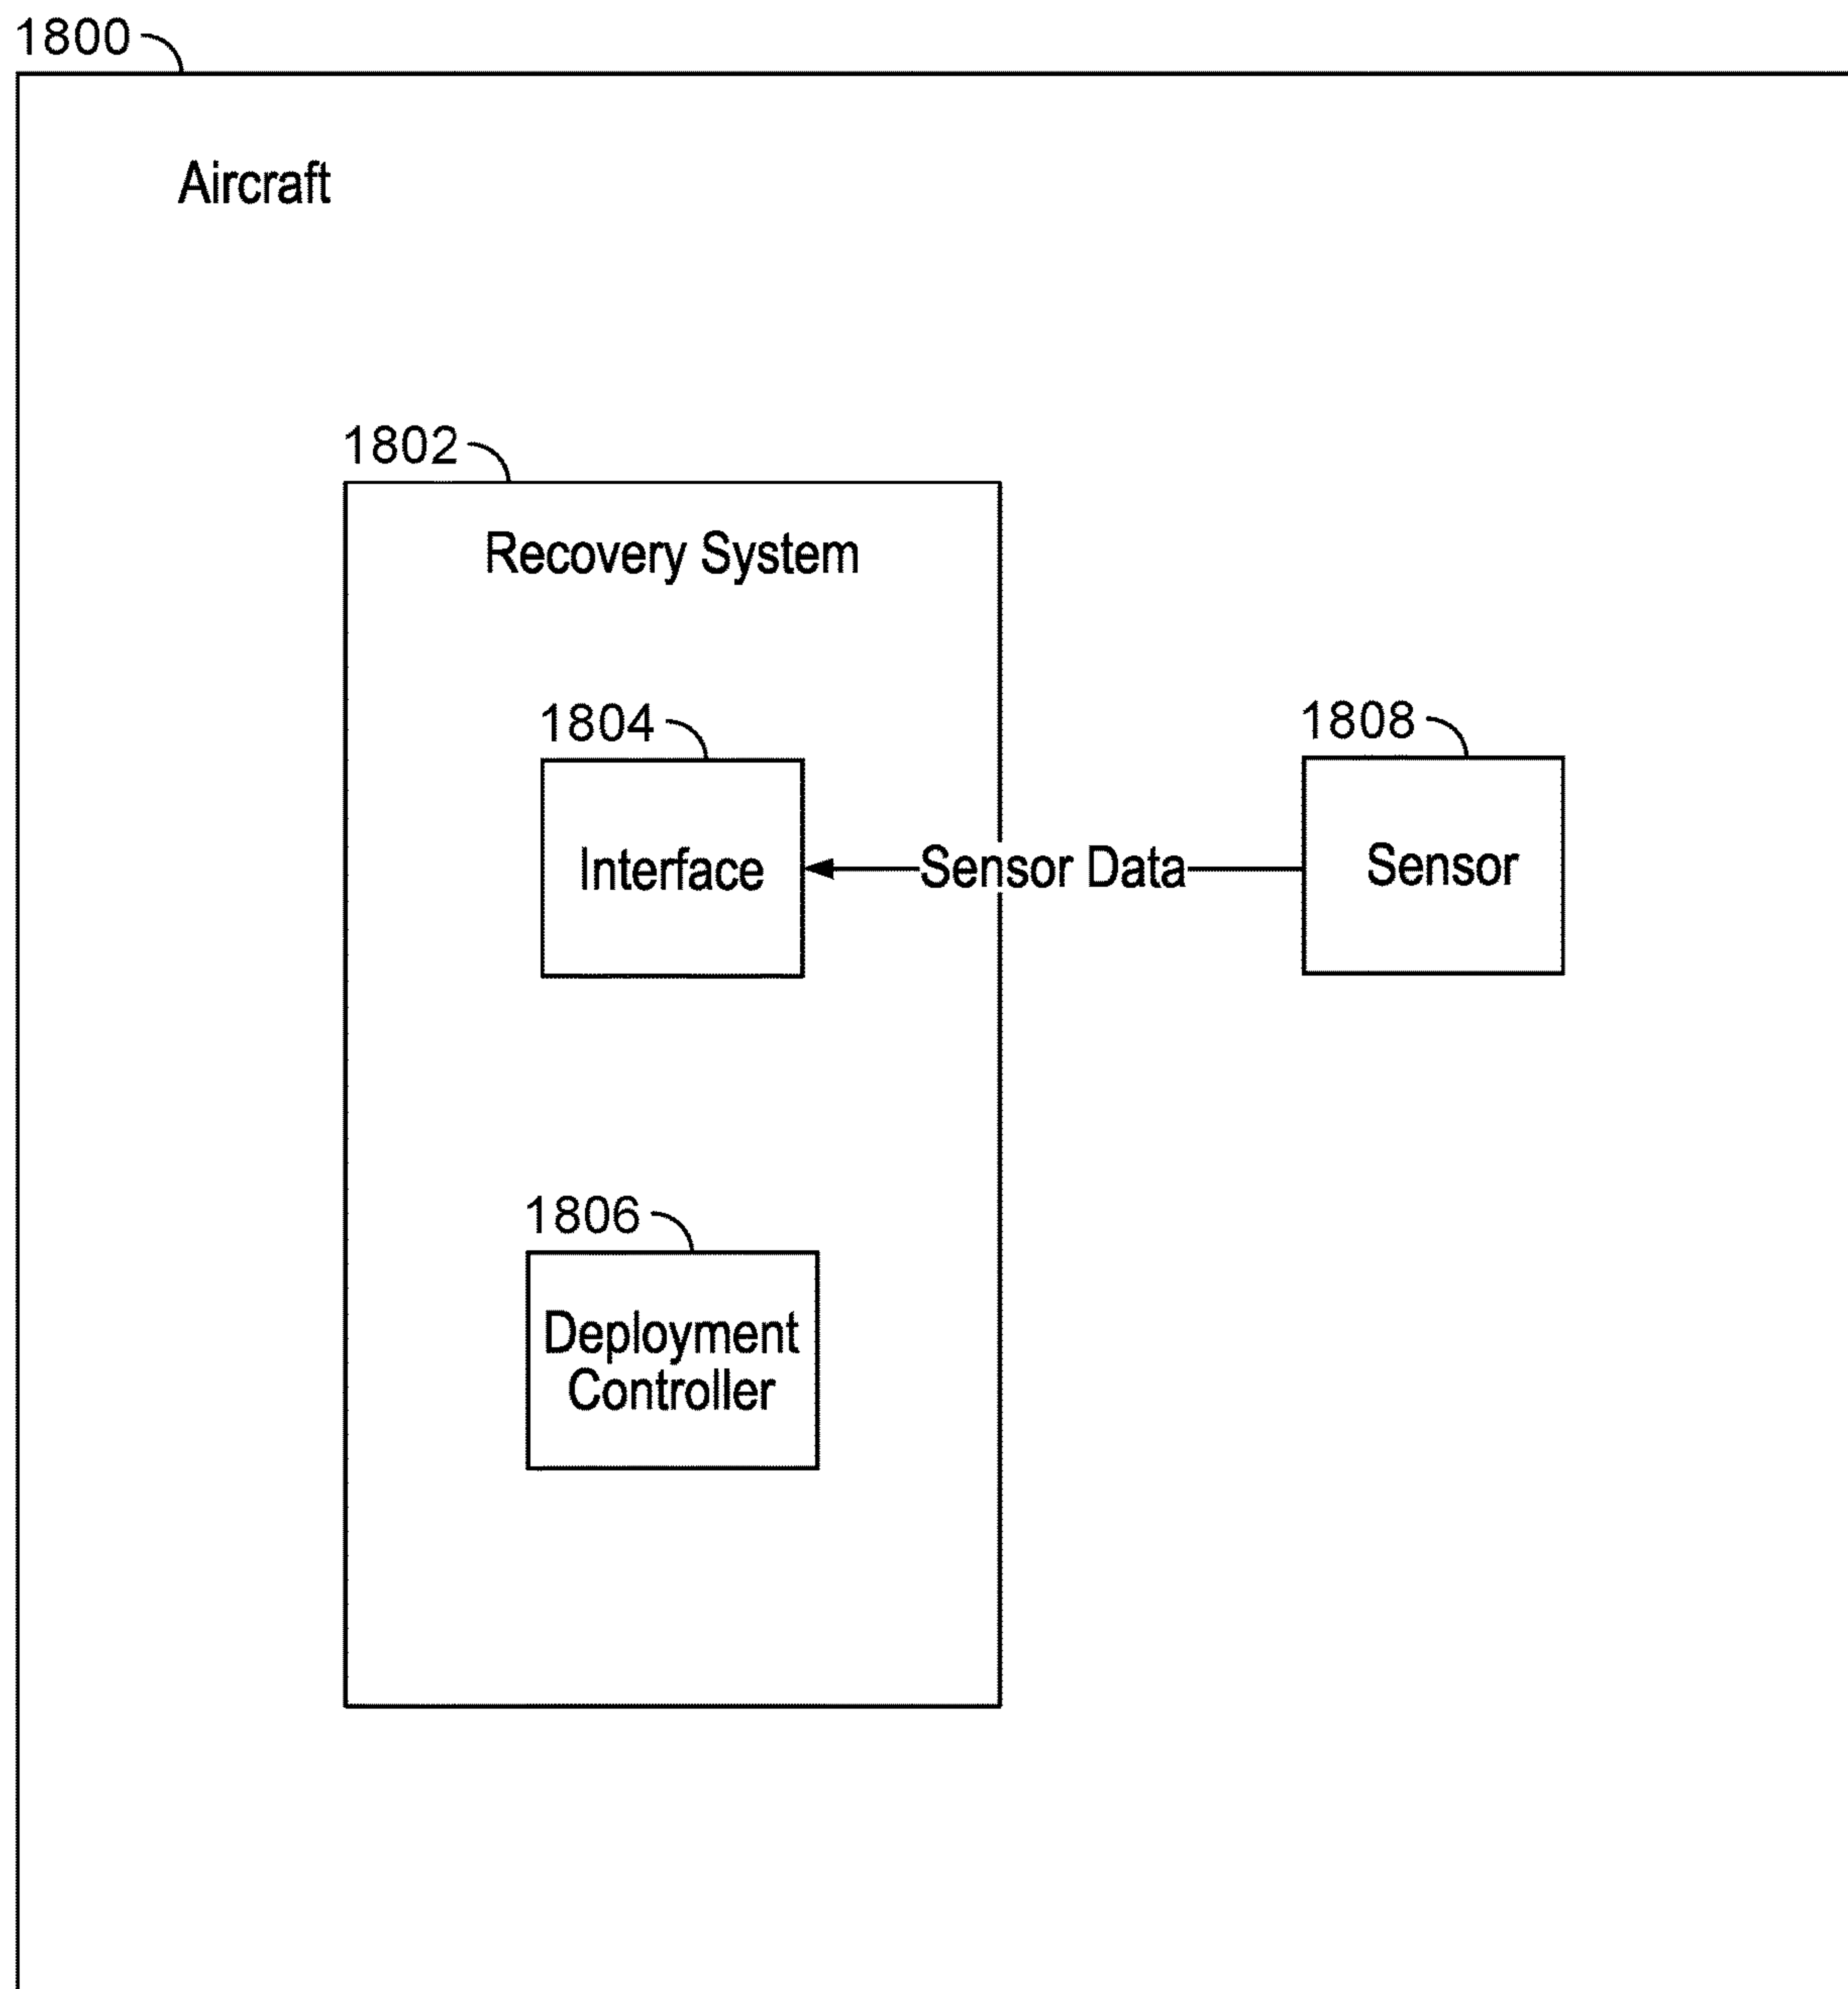 1800
Aircraft
1802
Recovery System
1804
1808
Interface
Sensor Data
Sensor
1806
Deployment
Controller